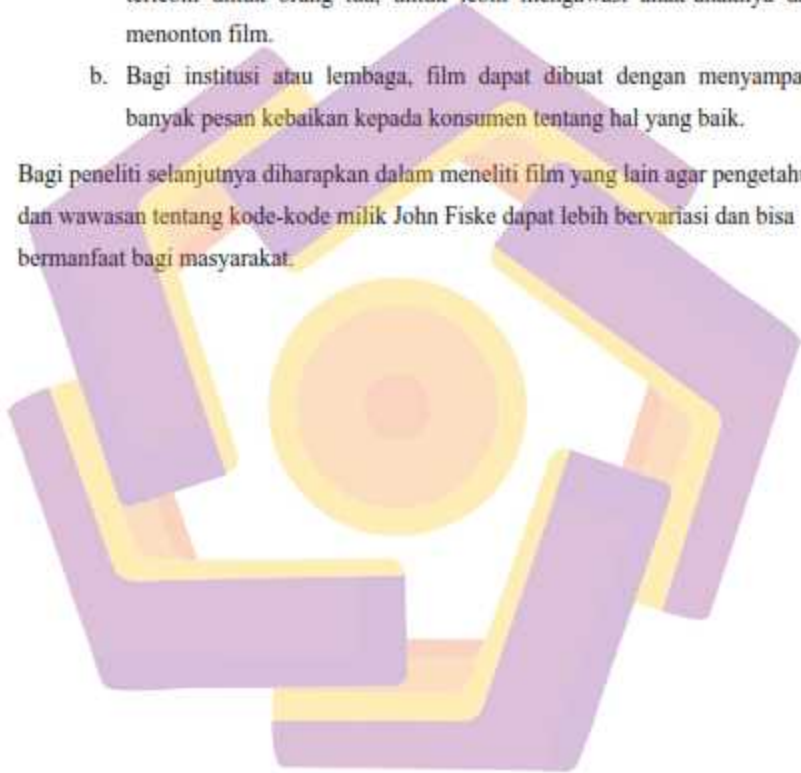 menonton film.
b. Bagi institusi atau lembaga, film dapat dibuat dengan menyampa
banyak pesan kebaikan kepada konsumen tentang hal yang baik.
Bagi peneliti selanjutnya diharapkan dalam meneliti film yang lain agar pengetah
dan wawasan tentang kode-kode milik John Fiske dapat lebih bervariasi dan bisa
bermanfaat bagi masyarakat.